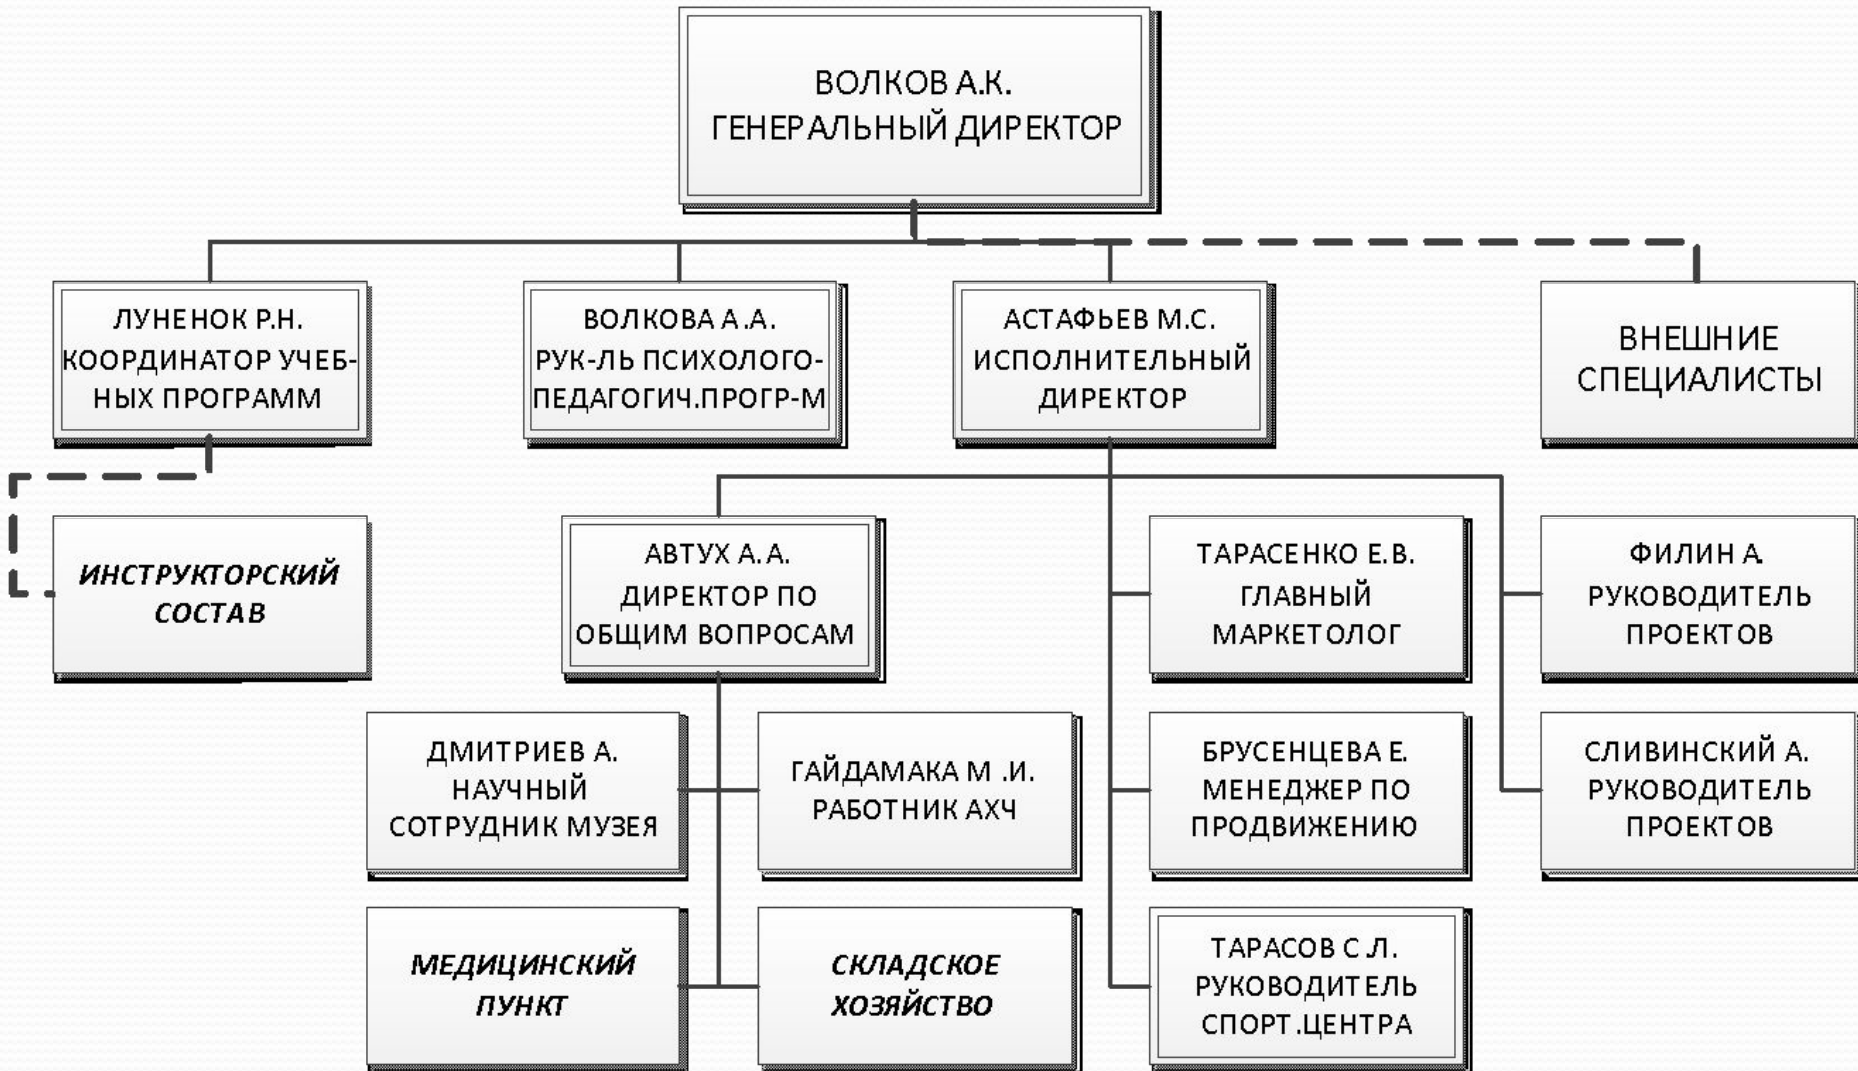 ВОЛКОВ А.К.
ГЕНЕРАЛЬНЫЙ ДИРЕКТОР
ЛУНЕНОК Р.Н.
КООРДИНАТОР УЧЕБ-
НЫХ ПРОГРАММ
ВОЛКОВА А.А.
РУК-ЛЬ ПСИХОЛОГО-
ПЕДАГОГИЧ.ПРОГР-М
АСТАФЬЕВ М.С.
ИСПОЛНИТЕЛЬНЫЙ
ДИРЕКТОР
ВНЕШНИЕ
СПЕЦИАЛИСТЫ
ИНСТРУКТОРСКИЙ
СОСТАВ
АВТУХ А.А.
ДИРЕКТОР ПО
ОБЩИМ ВОПРОСАМ
ТАРАСЕНКО Е.В.
ГЛАВНЫЙ
МАРКЕТОЛОГ
ФИЛИН А.
РУКОВОДИТЕЛЬ
ПРОЕКТОВ
ДМИТРИЕВ А.
НАУЧНЫЙ
СОТРУДНИК МУЗЕЯ
ГАЙДАМАКА М.И.
РАБОТНИК АХЧ
БРУСЕНЦЕВА Е.
МЕНЕДЖЕР ПО
ПРОДВИЖЕНИЮ
СЛИВИНСКИЙ А.
РУКОВОДИТЕЛЬ
ПРОЕКТОВ
МЕДИЦИНСКИЙ
ПУНКТ
СКЛАДСКОЕ
ХОЗЯЙСТВО
ТАРАСОВ С.Л.
РУКОВОДИТЕЛЬ
СПОРТ.ЦЕНТРА